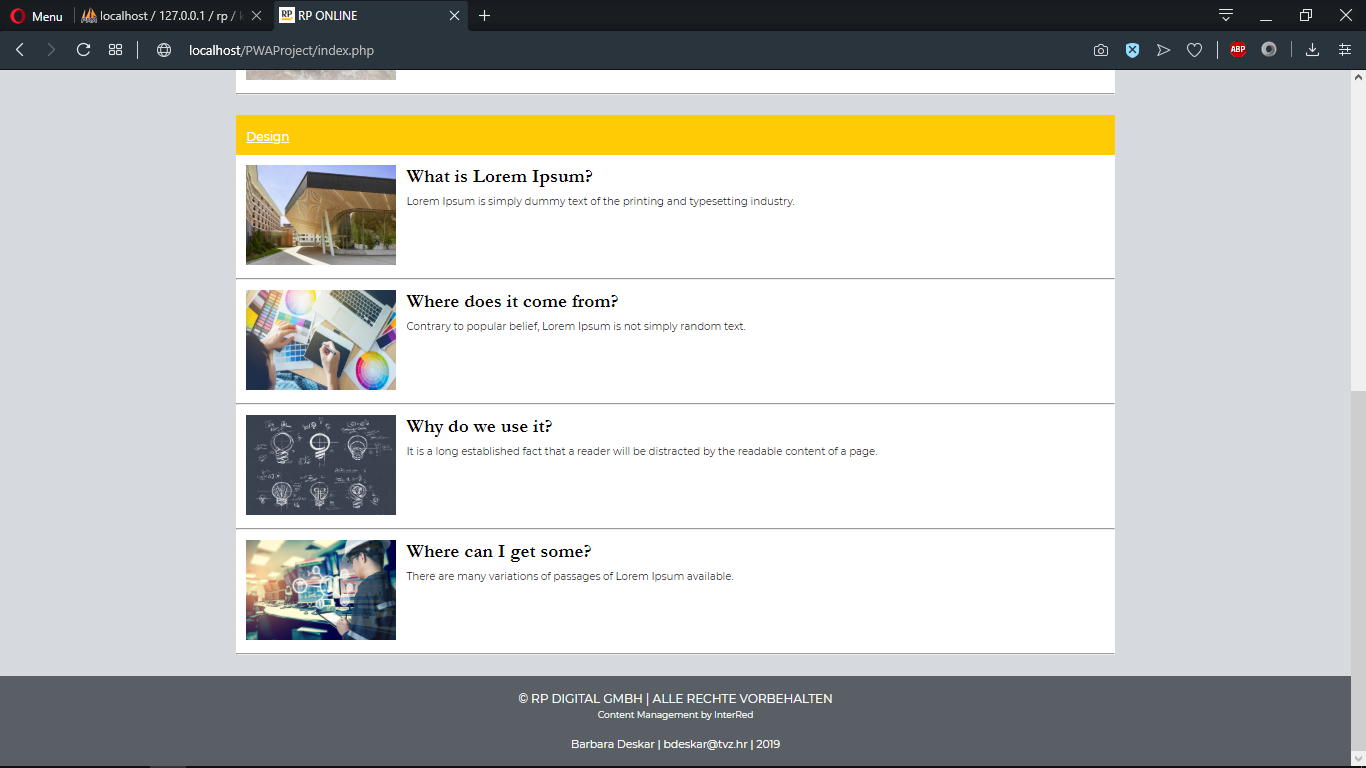 Menu
localhost / 127.0.0.1 / rp /
RP RP ONLINE
localhost/PWAProject/index.php
ABP
Design
What is Lorem Ipsum?
Lorem Ipsum is simply dummy text of the printing and typesetting industry.
Where does it come from?
Contrary to popular belief, Lorem Ipsum is not simply random text.
Why do we use it?
It is a long established fact that a reader will be distracted by the readable content of a page.
Where can I get some?
There are many variations of passages of Lorem Ipsum available.
© RP DIGITAL GMBH | ALLE RECHTE VORBEHALTEN
Content Management by InterRed
Barbara Deskar | bdeskar@tvz.hr | 2019